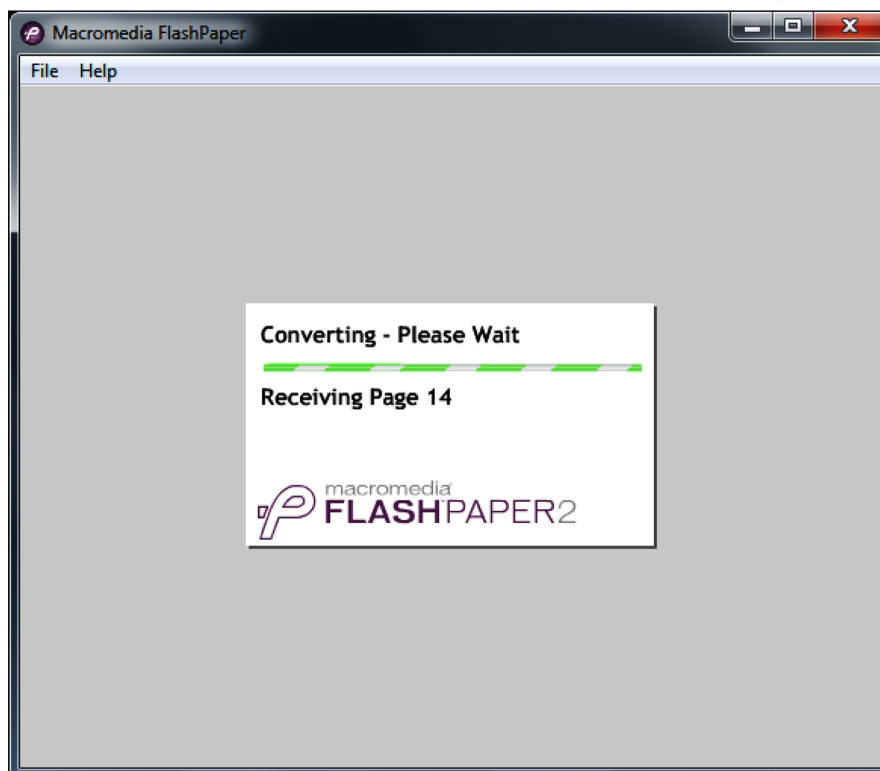 Macromedia FlashPaper
File Help
Converting - Please Wait
Receiving Page 14
macromedia
FLASHPAPER2